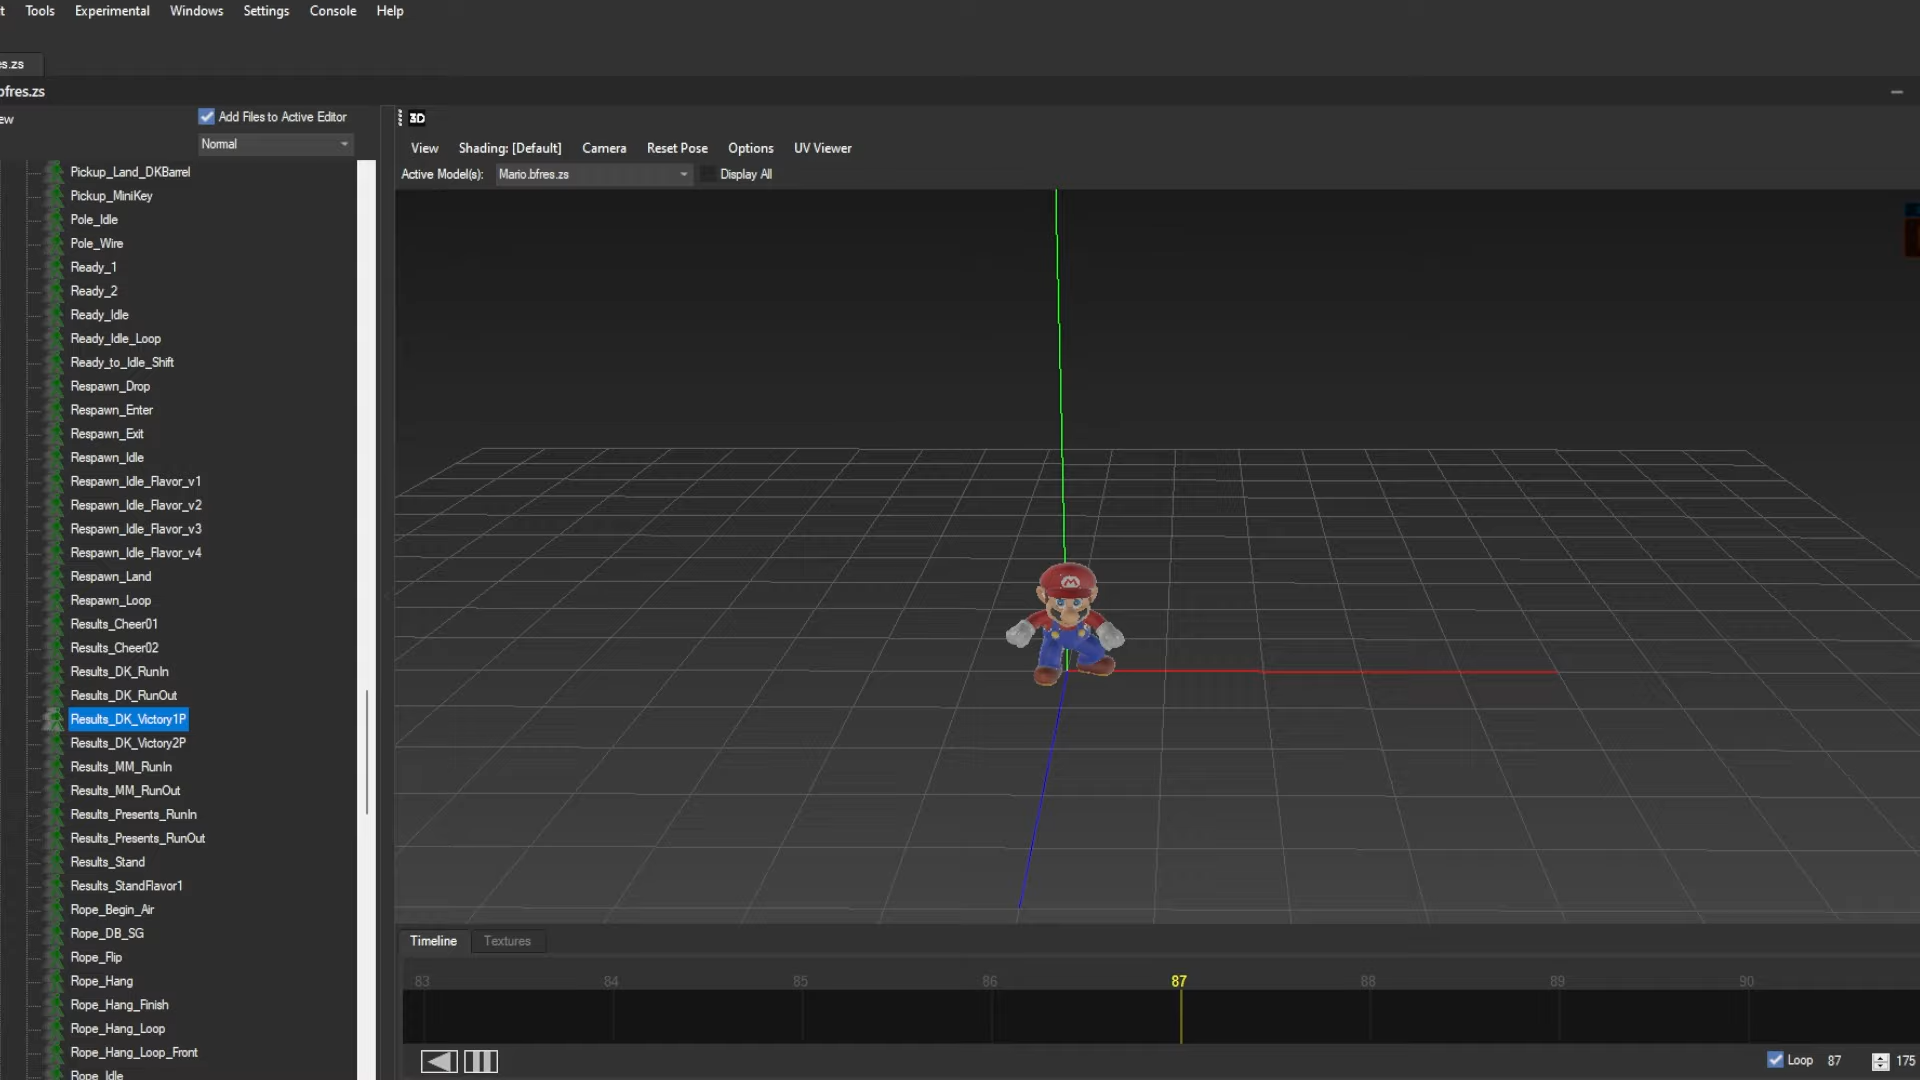 t Tools Experimental Windows Settings Console Help
es.zs
bfres.zs
ew
Add Files to Active Editor
Normal
Pickup_Land_DKBarrel
Pickup_MiniKey
Pole_Idle
Pole_Wire
Ready_1
Ready_2
Ready_Idle
Ready_Idle_Loop
Ready_to_Idle_Shift
Respawn_Drop
Respawn_Enter
Respawn_Exit
Respawn_Idle
Respawn_Idle_Flavor_v1
Respawn_Idle_Flavor_v2
Respawn_Idle_Flavor_v3
Respawn_Idle_Flavor_v4
Respawn_Land
Respawn_Loop
Results_Cheer01
Results_Cheer02
Results_DK_RunIn
Results_DK_RunOut
Results_DK_Victory1P
Results_DK_Victory2P
Results_MM_RunIn
Results_MM_RunOut
Results_Presents_RunIn
Results_Presents_RunOut
Results_Stand
Results_StandFlavor1
Rope_Begin_Air
Rope_DB_SG
Rope_Flip
Rope_Hang
Rope_Hang_Finish
Rope_Hang_Loop
Rope_Hang_Loop_Front
Rope_Idle
3D
View Shading: [Default] Camera Reset Pose Options UV Viewer
Active Model(s): Mario.bfres.zs Display All
M
Timeline Textures
83 84 85 86 87 88 89 90
Loop 87 175